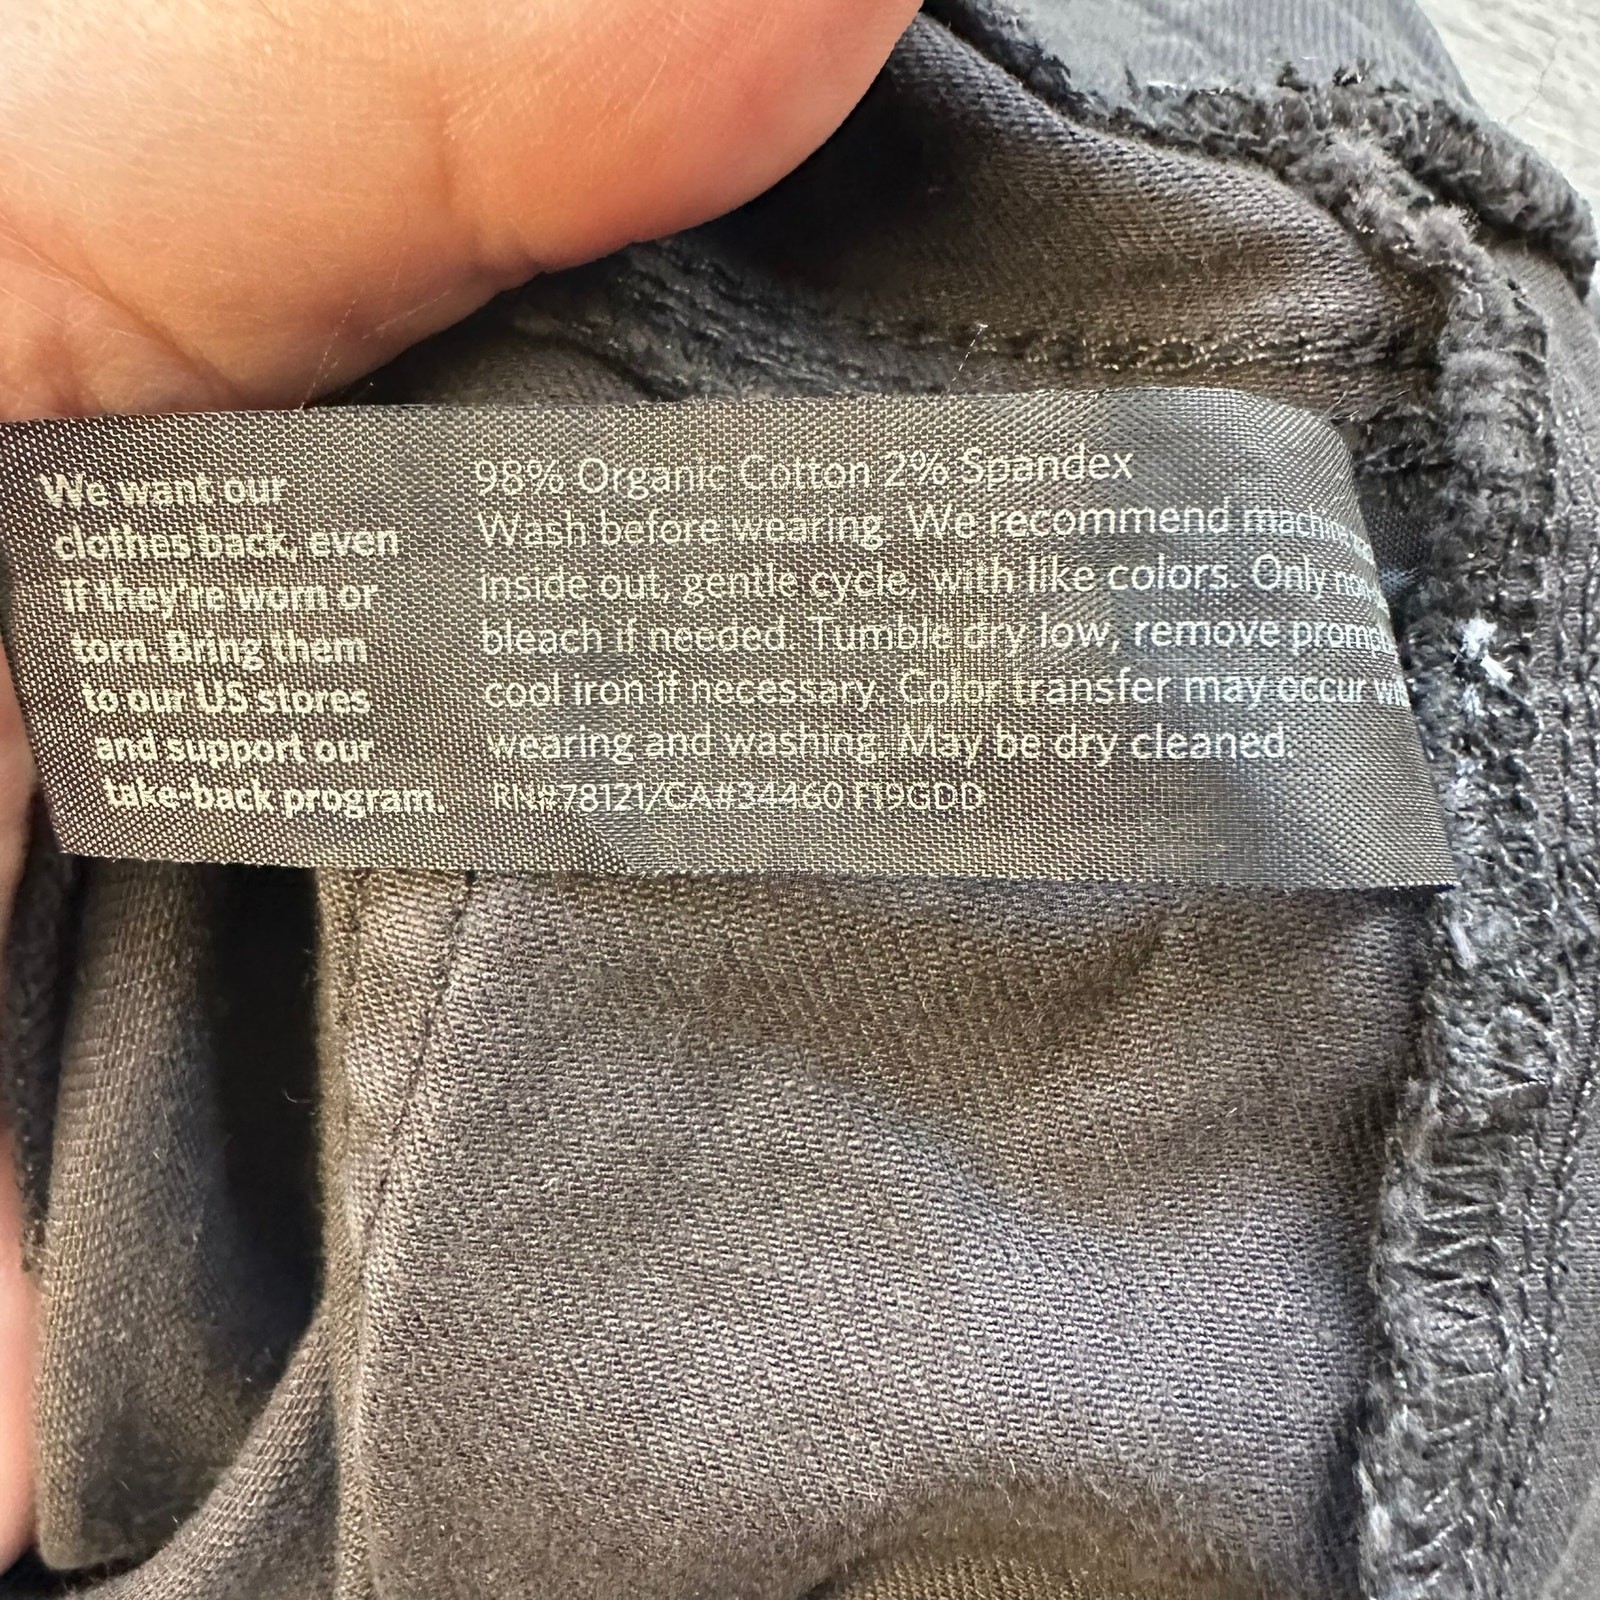 We want our
clothes back, even
if they're worn or
torn. Bring them
to our US stores
and support our
take-back program.
98% Organic Cotton 2% Spandex
Wash before wearing. We recommend machine
inside out, gentle cycle, with like colors. Only
bleach if needed. Tumble dry low, remove
cool iron if necessary. Color transfer may occur
wearing and washing. May be dry cleaned.
RN#78121/CA#34460 F19GDD